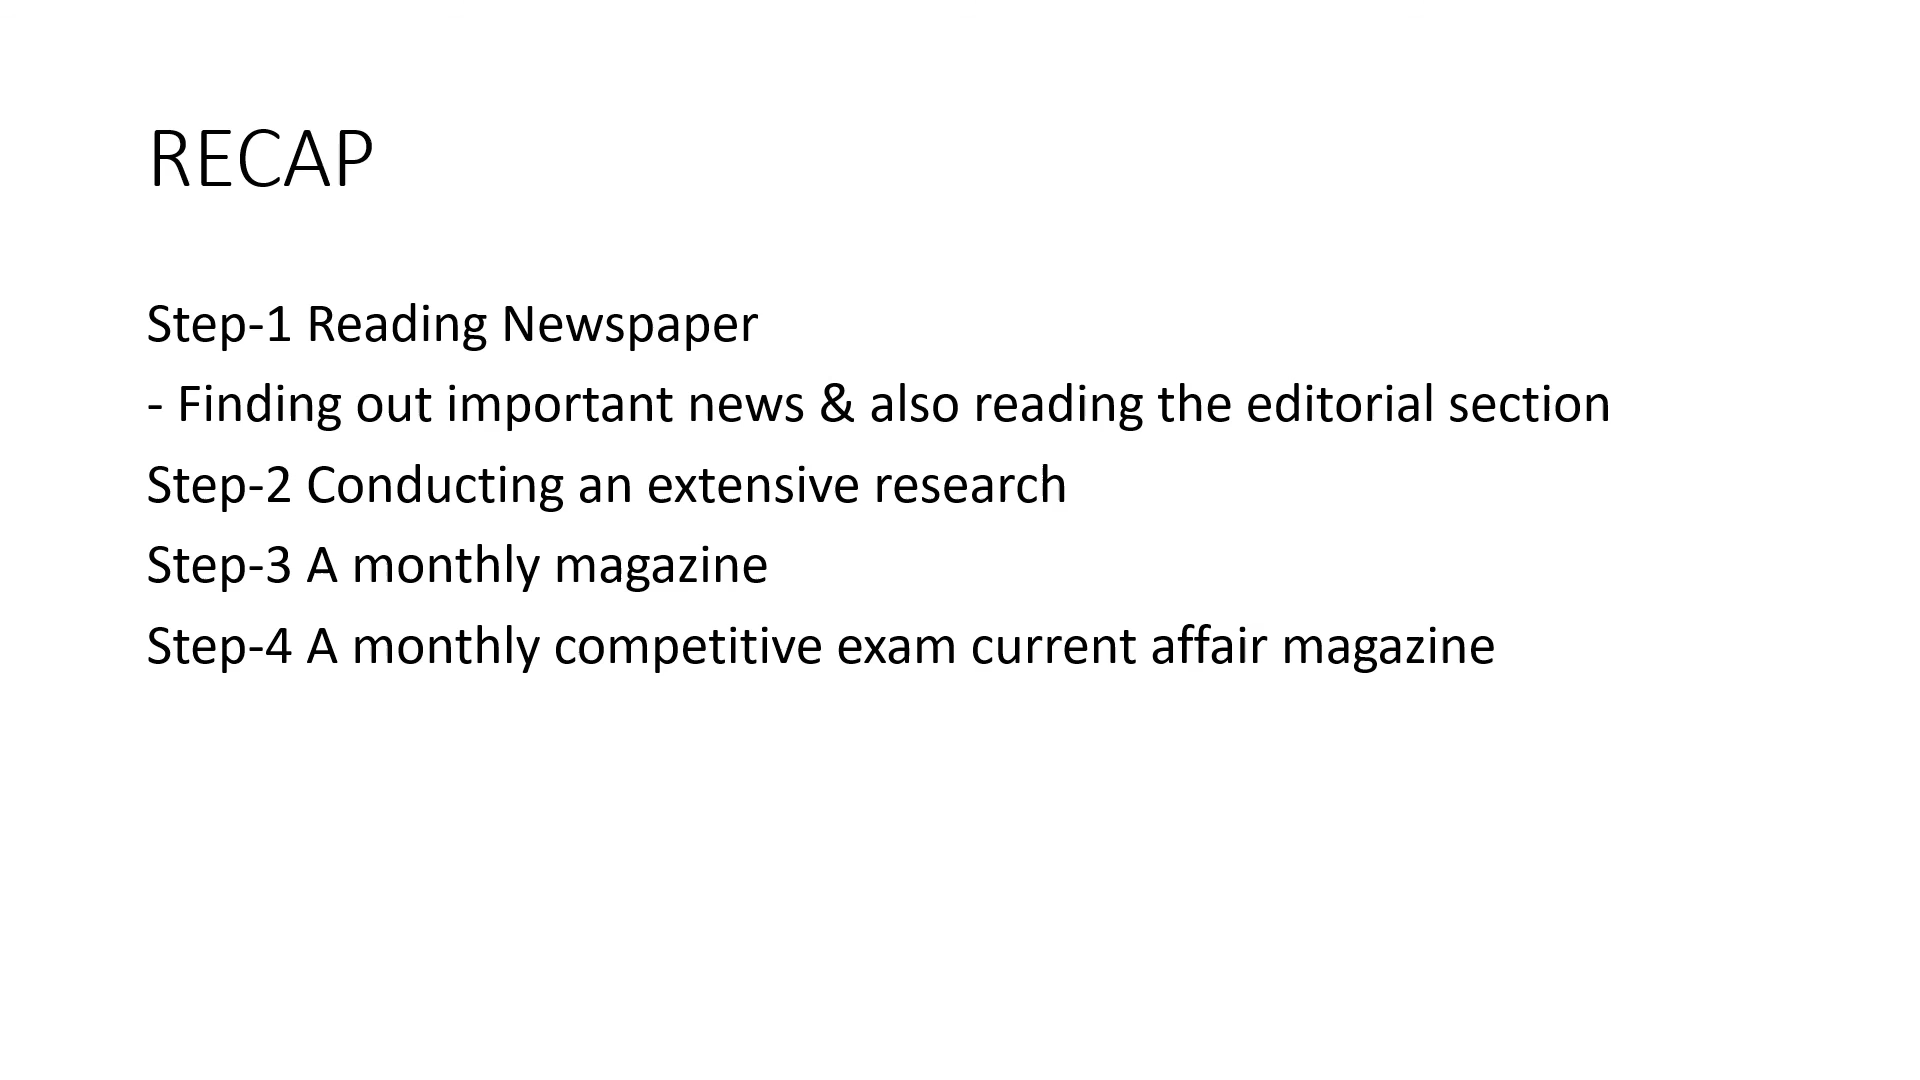 RECAP
Step-1 Reading Newspaper
- Finding out important news & also reading the editorial section
Step-2 Conducting an extensive research
Step-3 A monthly magazine
Step-4 A monthly competitive exam current affair magazine